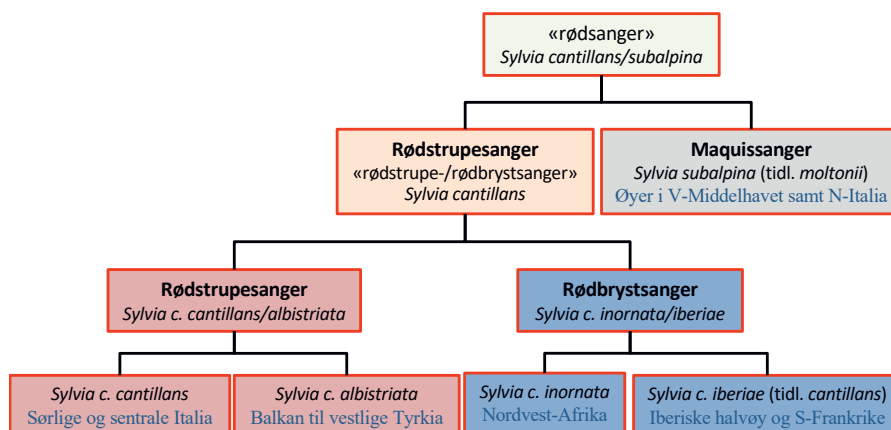 «rødsanger»
Sylvia cantillans/subalpina
Rødstrupesanger
«rødstrupe-/rødbrystsanger»
Sylvia cantillans
Maquissanger
Sylvia subalpina (tidl. moltonii)
Øyer i V-Middelhavet samt N-Italia
Rødstrupesanger
Sylvia c. cantillans/albistriata
Rødbrystsanger
Sylvia c. inornata/iberiae
Sylvia c. cantillans
Sørlige og sentrale Italia
Sylvia c. albistriata
Balkan til vestlige Tyrkia
Sylvia c. inornata
Nordvest-Afrika
Sylvia c. iberiae (tidl. cantillans)
Iberiske halvøy og S-Frankrike